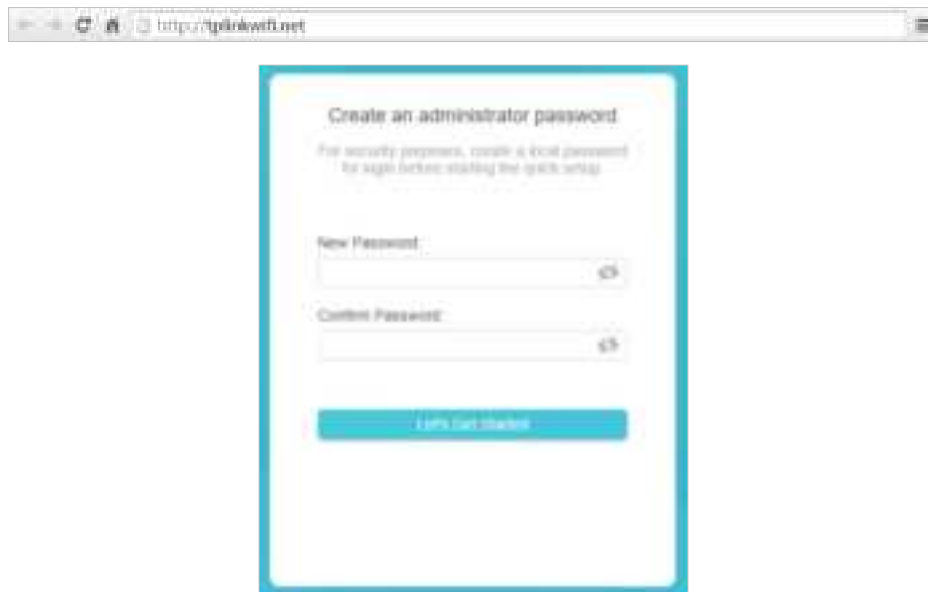 http://tplinkwifi.net
Create an administrator password
For security purposes, create a local password
for login before starting the quick setup.
New Password:
Confirm Password:
Let's Get Started